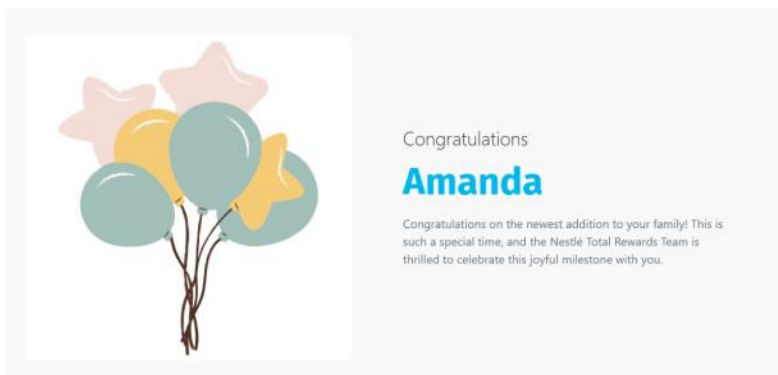 Congratulations
Amanda
Congratulations on the newest addition to your family! This is
such a special time, and the Nestlé Total Rewards Team is
thrilled to celebrate this joyful milestone with you.